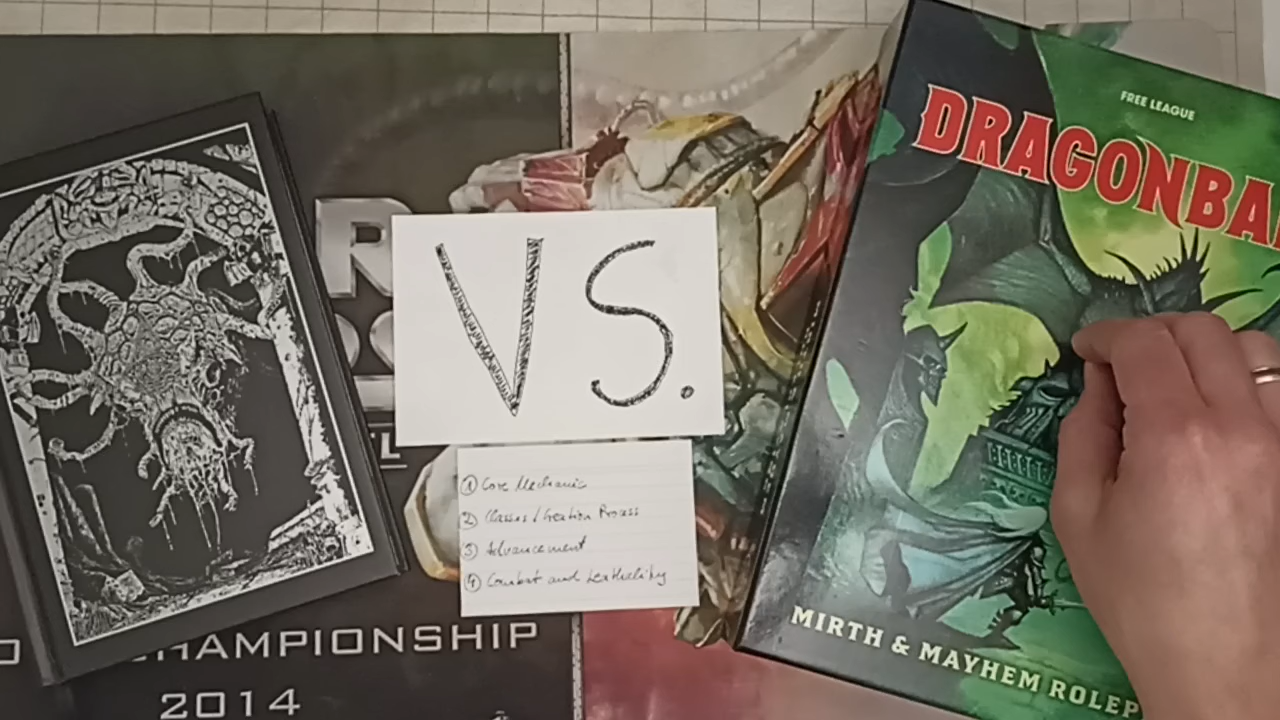 FREE LEAGUE
DRAGONBA
VS.
① Core Mechanic
② Classes / Creation Process
③ Advancement
④ Combat and Lethality
MIRTH & MAYHEM ROLEP
CHAMPIONSHIP
2014